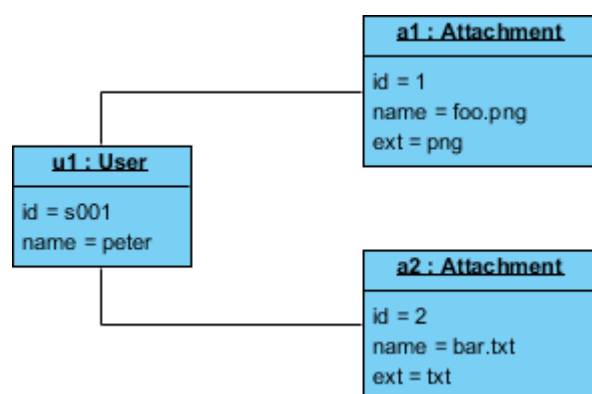 a1 : Attachment
id = 1
name = foo.png
ext = png
u1 : User
id = s001
name = peter
a2 : Attachment
id = 2
name = bar.txt
ext = txt